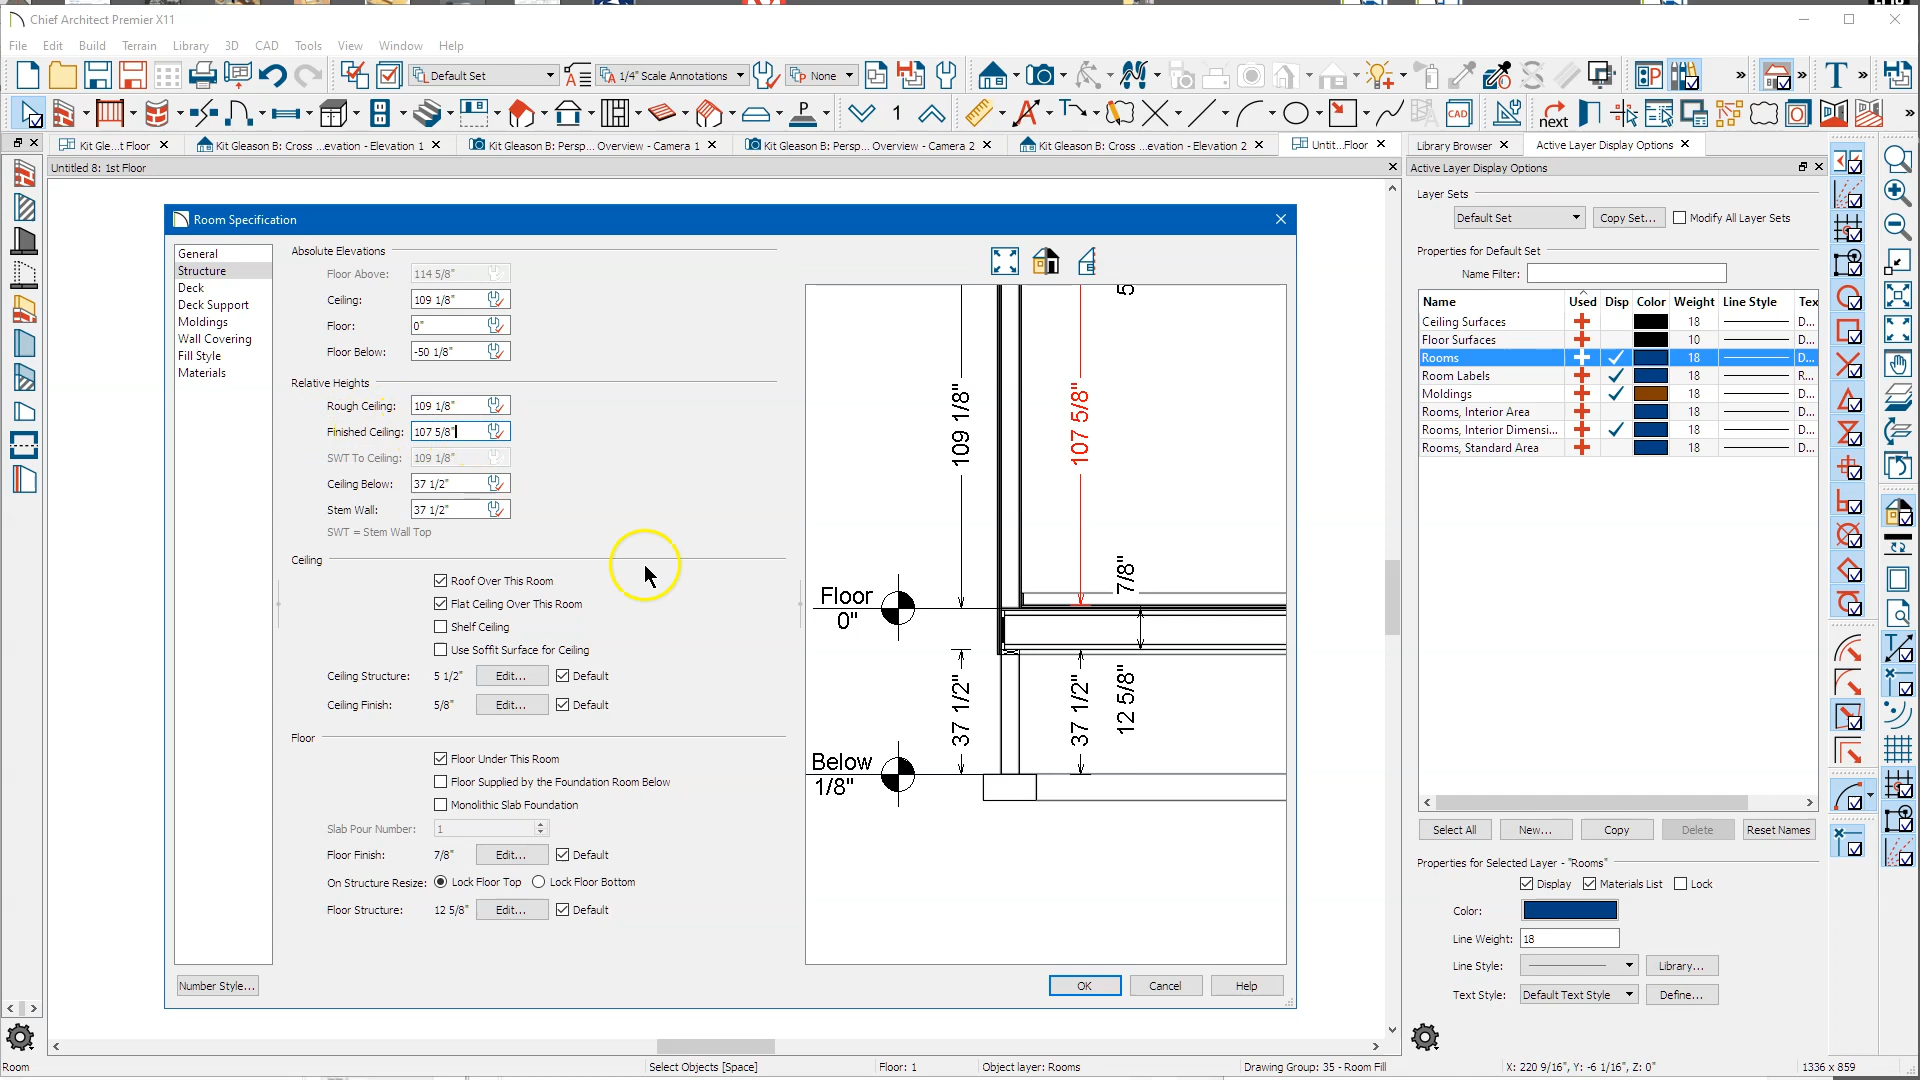 Chief Architect Premier X11
File Edit Build Terrain Library 3D CAD Tools View Window Help
Default Set 1/4" Scale Annotations None
1 next CAD
Kit Gle...t Floor Kit Gleason B: Cross ...evation - Elevation 1 Kit Gleason B: Persp... Overview - Camera 1 Kit Gleason B: Persp... Overview - Camera 2 Kit Gleason B: Cross ...evation - Elevation 2 Untit...Floor Library Browser Active Layer Display Options
Untitled 8: 1st Floor
Active Layer Display Options
Room Specification
General
Structure
Deck
Deck Support
Moldings
Wall Covering
Fill Style
Materials
Absolute Elevations
Floor Above: 114 5/8"
Ceiling: 109 1/8"
Floor: 0"
Floor Below: -50 1/8"
Relative Heights
Rough Ceiling: 109 1/8"
Finished Ceiling: 107 5/8"
SWT To Ceiling: 109 1/8"
Ceiling Below: 37 1/2"
Stem Wall: 37 1/2"
SWT = Stem Wall Top
Ceiling
Roof Over This Room
Flat Ceiling Over This Room
Shelf Ceiling
Use Soffit Surface for Ceiling
Ceiling Structure: 5 1/2" Edit... Default
Ceiling Finish: 5/8" Edit... Default
Floor
Floor Under This Room
Floor Supplied by the Foundation Room Below
Monolithic Slab Foundation
Slab Pour Number: 1
Floor Finish: 7/8" Edit... Default
On Structure Resize: Lock Floor Top Lock Floor Bottom
Floor Structure: 12 5/8" Edit... Default
Number Style...
5
109 1/8"
107 5/8"
7/8"
Floor
0"
37 1/2"
37 1/2"
12 5/8"
Below
1/8"
OK Cancel Help
Layer Sets
Default Set Copy Set... Modify All Layer Sets
Properties for Default Set
Name Filter:
Name Used Disp Color Weight Line Style Tex
Ceiling Surfaces 18 D...
Floor Surfaces 10 D...
Rooms 18 D...
Room Labels 18 R...
Moldings 18 D...
Rooms, Interior Area 18 D...
Rooms, Interior Dimensi... 18 D...
Rooms, Standard Area 18 D...
Select All New... Copy Delete Reset Names
Properties for Selected Layer - "Rooms"
Display Materials List Lock
Color:
Line Weight: 18
Line Style: Library...
Text Style: Default Text Style Define...
Room Select Objects [Space] Floor: 1 Object layer: Rooms Drawing Group: 35 - Room Fill X: 220 9/16", Y: -6 1/16", Z: 0" 1336 x 859